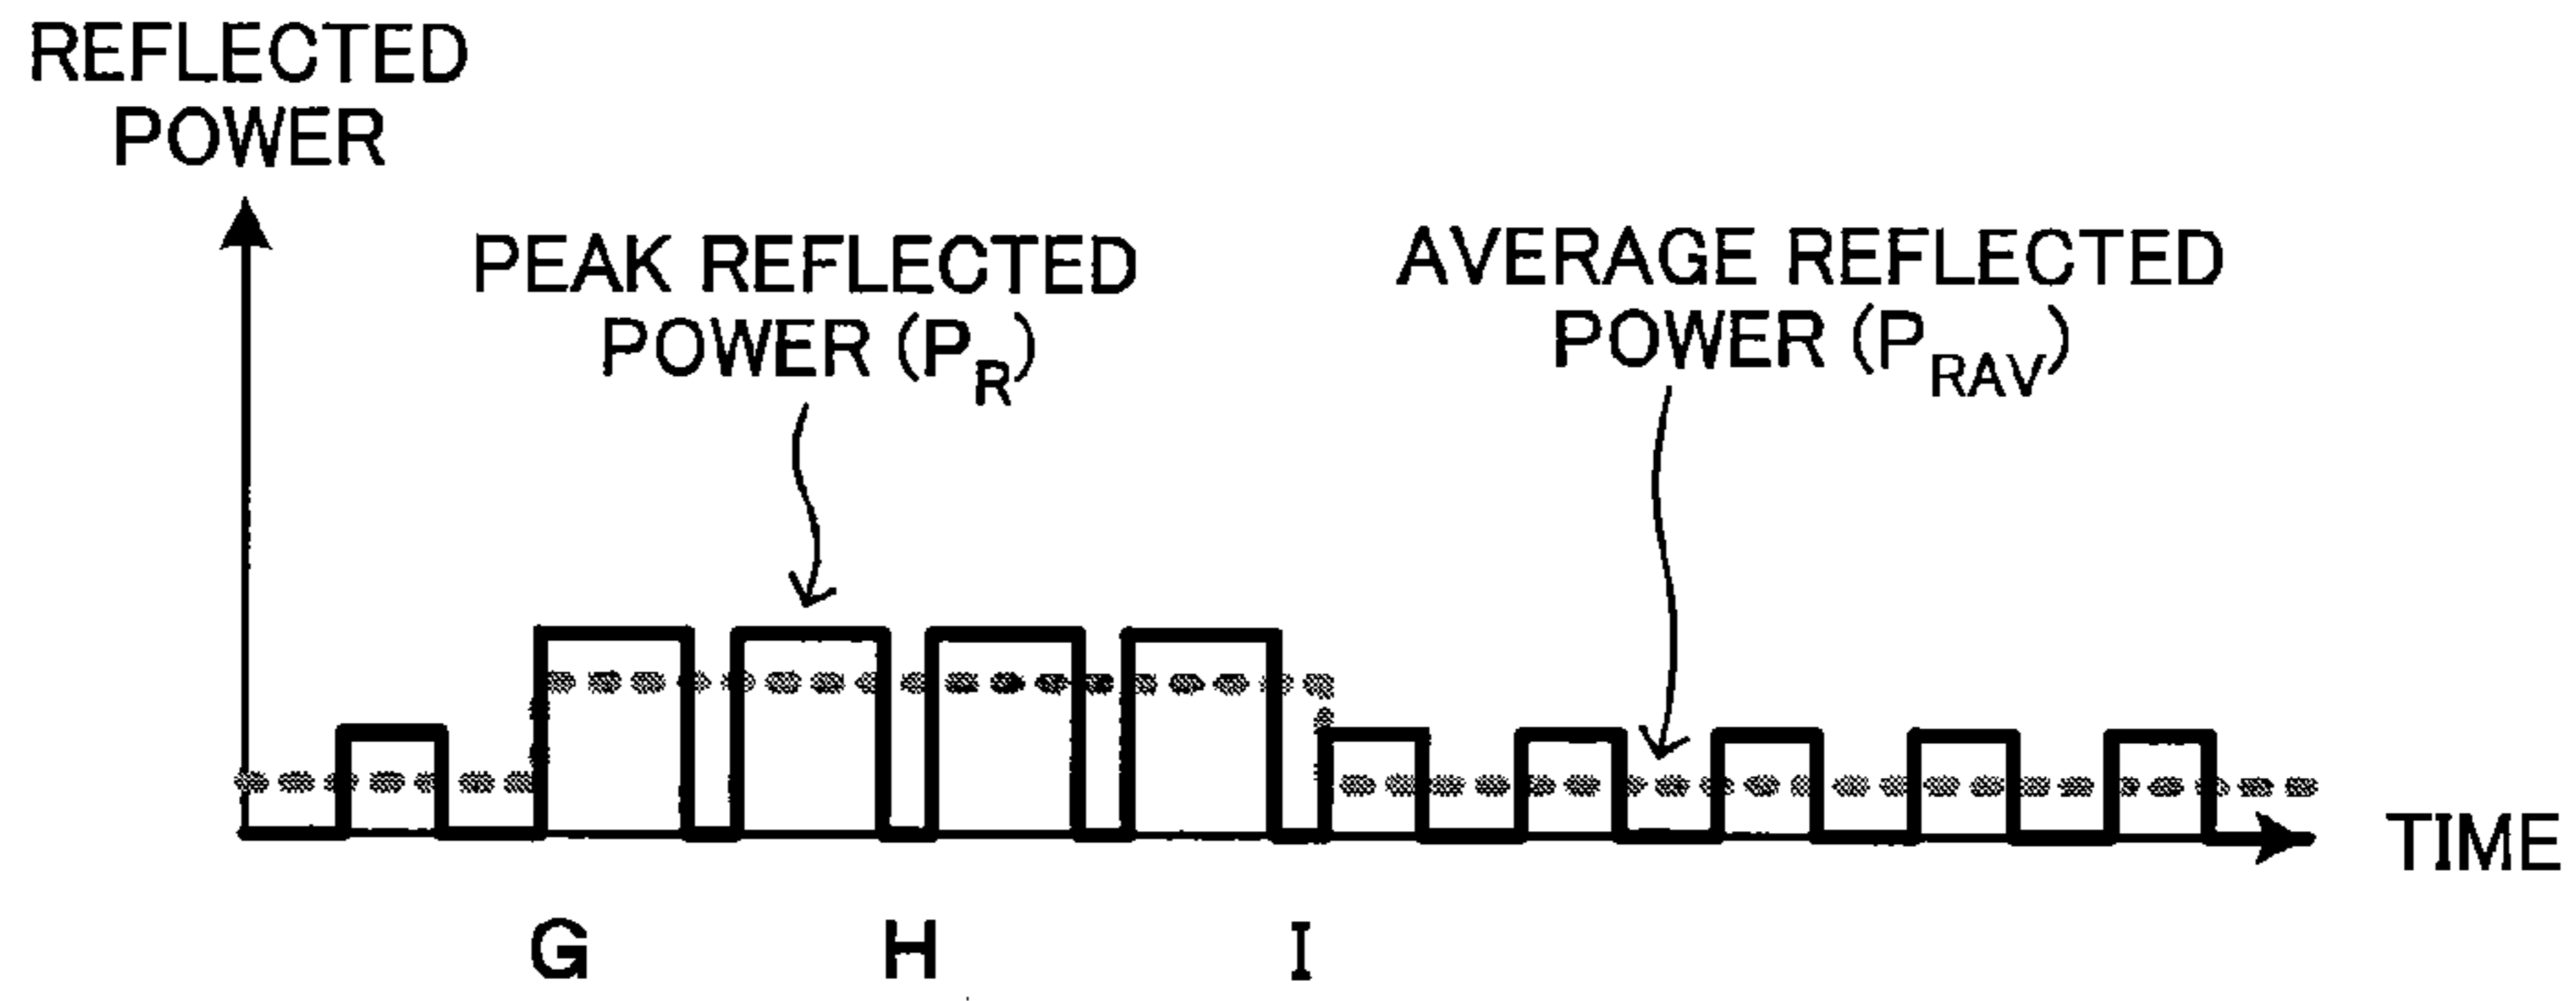 REFLECTED
POWER
PEAK REFLECTED
POWER (PR)
AVERAGE REFLECTED
POWER (PRAV)
TIME
G H I